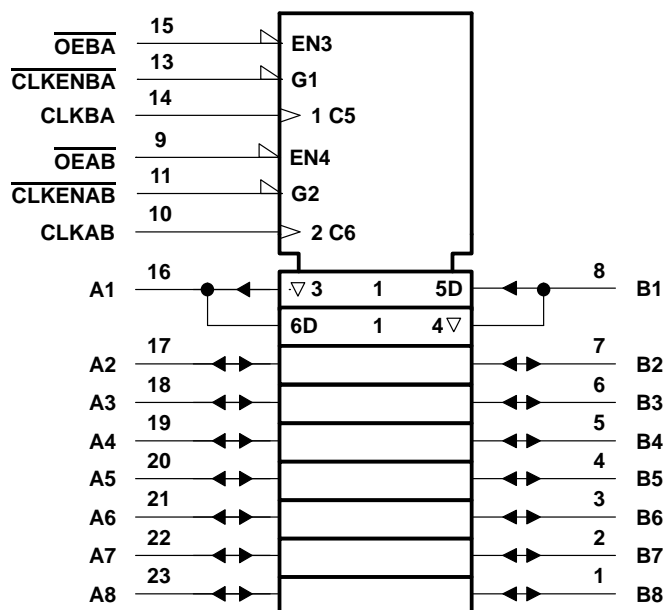 15
OEBA EN3
13
CLKENBA G1
14
CLKBA 1 C5
9
OEAB EN4
11
CLKENAB G2
10
CLKAB 2 C6
16 8
A1 3 1 5D B1
6D 1 4
17 7
A2 B2
18 6
A3 B3
19 5
A4 B4
20 4
A5 B5
21 3
A6 B6
22 2
A7 B7
23 1
A8 B8